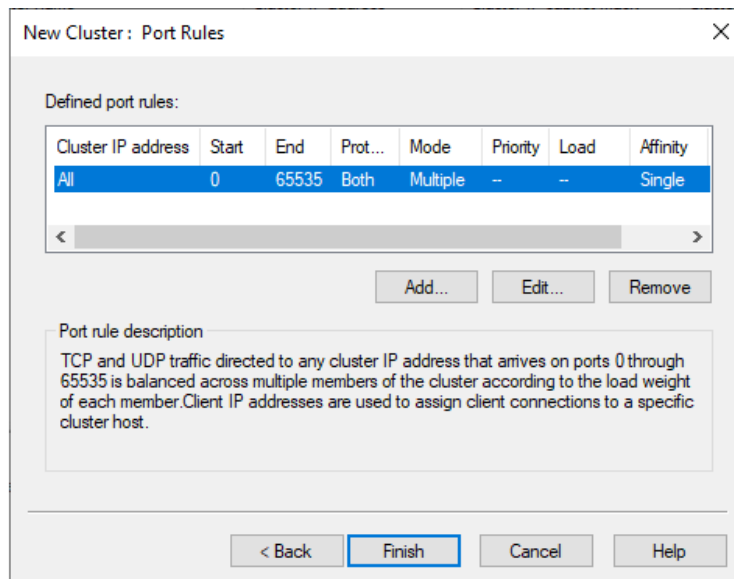 New Cluster : Port Rules
Defined port rules:
Cluster IP address Start End Prot... Mode Priority Load Affinity
All 0 65535 Both Multiple -- -- Single
Add... Edit... Remove
Port rule description
TCP and UDP traffic directed to any cluster IP address that arrives on ports 0 through
65535 is balanced across multiple members of the cluster according to the load weight
of each member.Client IP addresses are used to assign client connections to a specific
cluster host.
< Back Finish Cancel Help